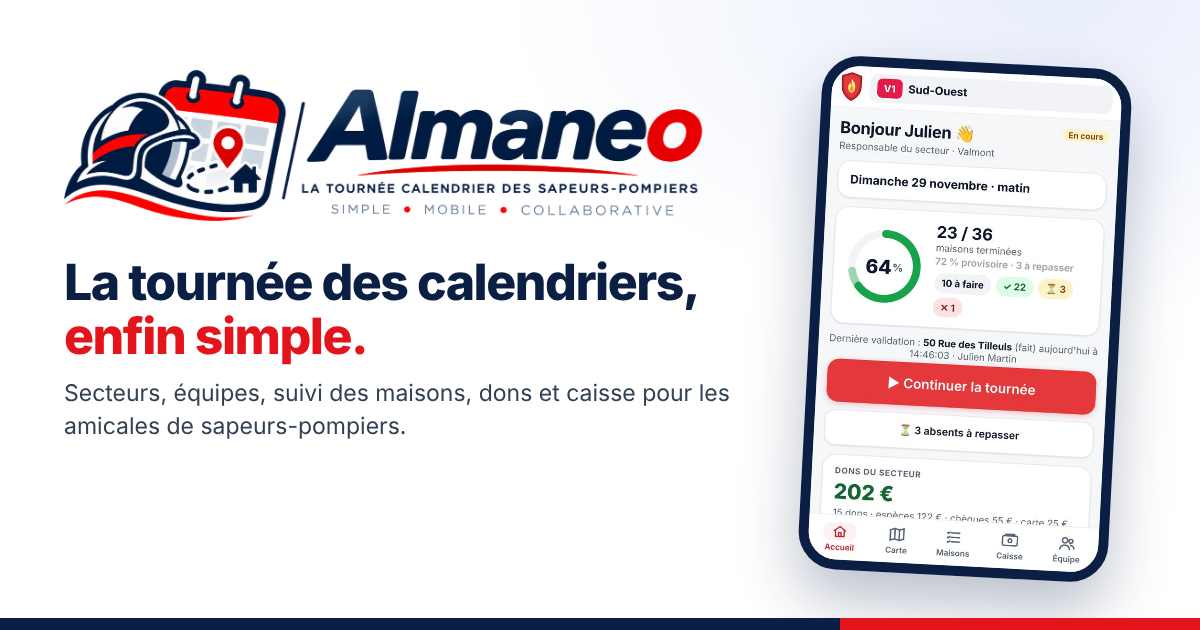 Almaneo
LA TOURNÉE CALENDRIER DES SAPEURS-POMPIERS
SIMPLE • MOBILE • COLLABORATIVE
La tournée des calendriers,
enfin simple.
Secteurs, équipes, suivi des maisons, dons et caisse pour les
amicales de sapeurs-pompiers.
V1 Sud-Ouest
Bonjour Julien 👋
En cours
Responsable du secteur · Valmont
Dimanche 29 novembre · matin
64%
23 / 36
maisons terminées
72 % provisoire · 3 à repasser
10 à faire ✓ 22 ⏳ 3
✕ 1
Dernière validation : 50 Rue des Tilleuls (fait) aujourd'hui à
14:46:03 · Julien Martin
▶ Continuer la tournée
⏳ 3 absents à repasser
DONS DU SECTEUR
202 €
15 dons · espèces 122 € · chèques 55 € · carte 25 €
Accueil Carte Maisons Caisse Équipe